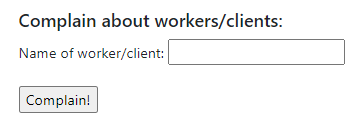 Complain about workers/clients:
Name of worker/client:
Complain!